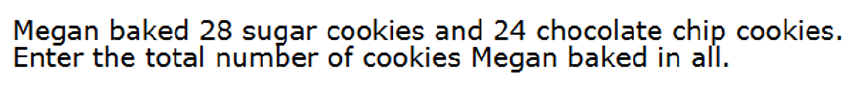 Megan baked 28 sugar cookies and 24 chocolate chip cookies.
Enter the total number of cookies Megan baked in all.